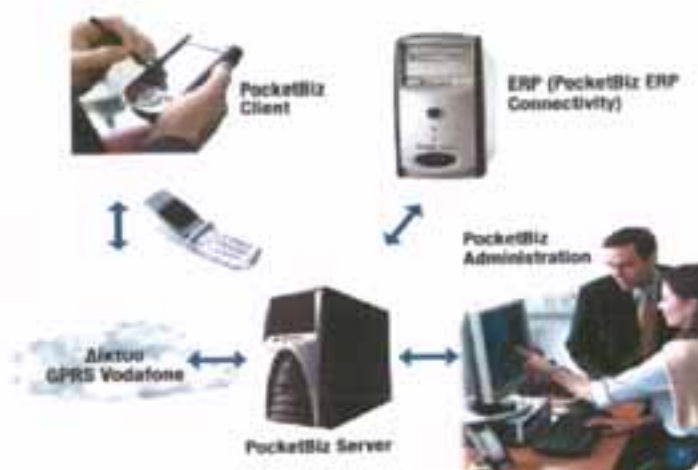 PocketBiz
Client
ERP (PocketBiz ERP
Connectivity)
PocketBiz
Administration
Δίκτυο
GPRS Vodafone
PocketBiz Server